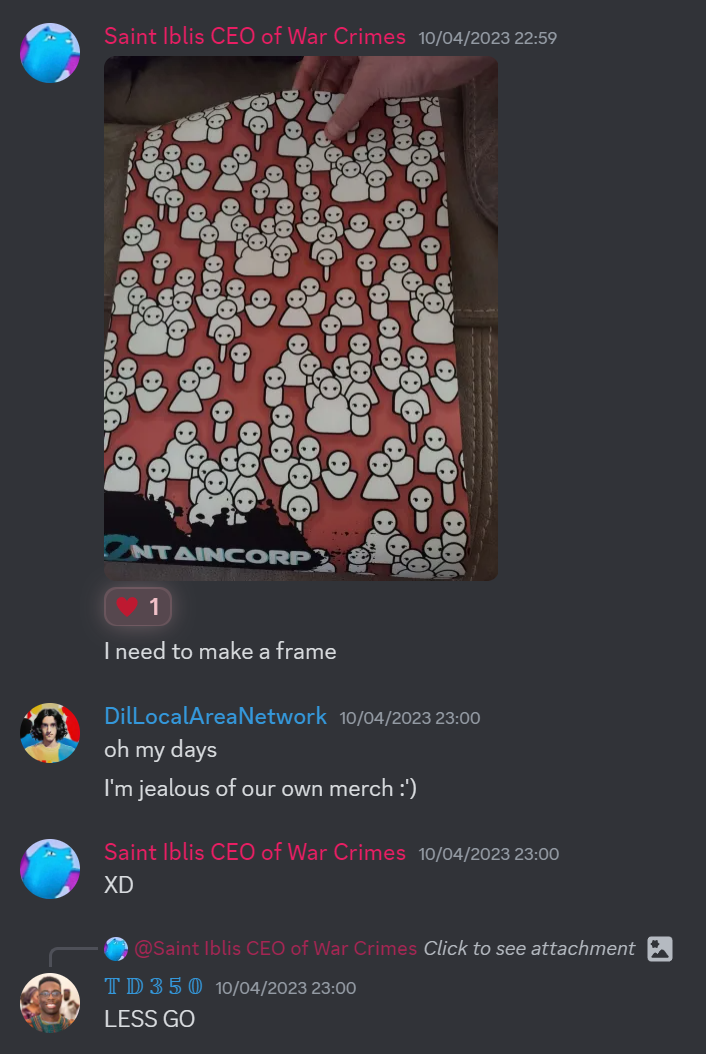 Saint Iblis CEO of War Crimes 10/04/2023 22:59
ØNTAINCORP
1
I need to make a frame
DilLocalAreaNetwork 10/04/2023 23:00
oh my days
I'm jealous of our own merch :')
Saint Iblis CEO of War Crimes 10/04/2023 23:00
XD
@Saint Iblis CEO of War Crimes Click to see attachment
𝕋 𝔻 𝟛 𝟝 𝟘 10/04/2023 23:00
LESS GO